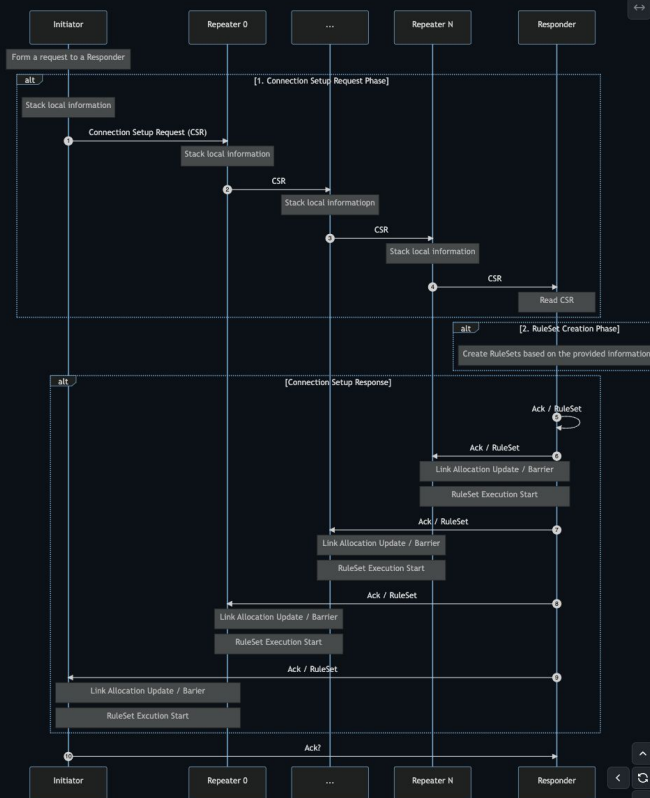 Initiator
Repeater 0
...
Repeater N
Responder
Form a request to a Responder
alt
[1. Connection Setup Request Phase]
Stack local information
Connection Setup Request (CSR)
1
Stack local information
CSR
2
Stack local informatiopn
CSR
3
Stack local information
CSR
4
Read CSR
alt
[2. RuleSet Creation Phase]
Create RuleSets based on the provided information
alt
[Connection Setup Response]
Ack / RuleSet
5
Ack / RuleSet
6
Link Allocation Update / Barrier
RuleSet Execution Start
Ack / RuleSet
7
Link Allocation Update / Barrier
RuleSet Execution Start
Ack / RuleSet
8
Link Allocation Update / Barrier
RuleSet Execution Start
Ack / RuleSet
9
Link Allocation Update / Barier
RuleSet Excution Start
Ack?
10
Initiator
Repeater 0
...
Repeater N
Responder